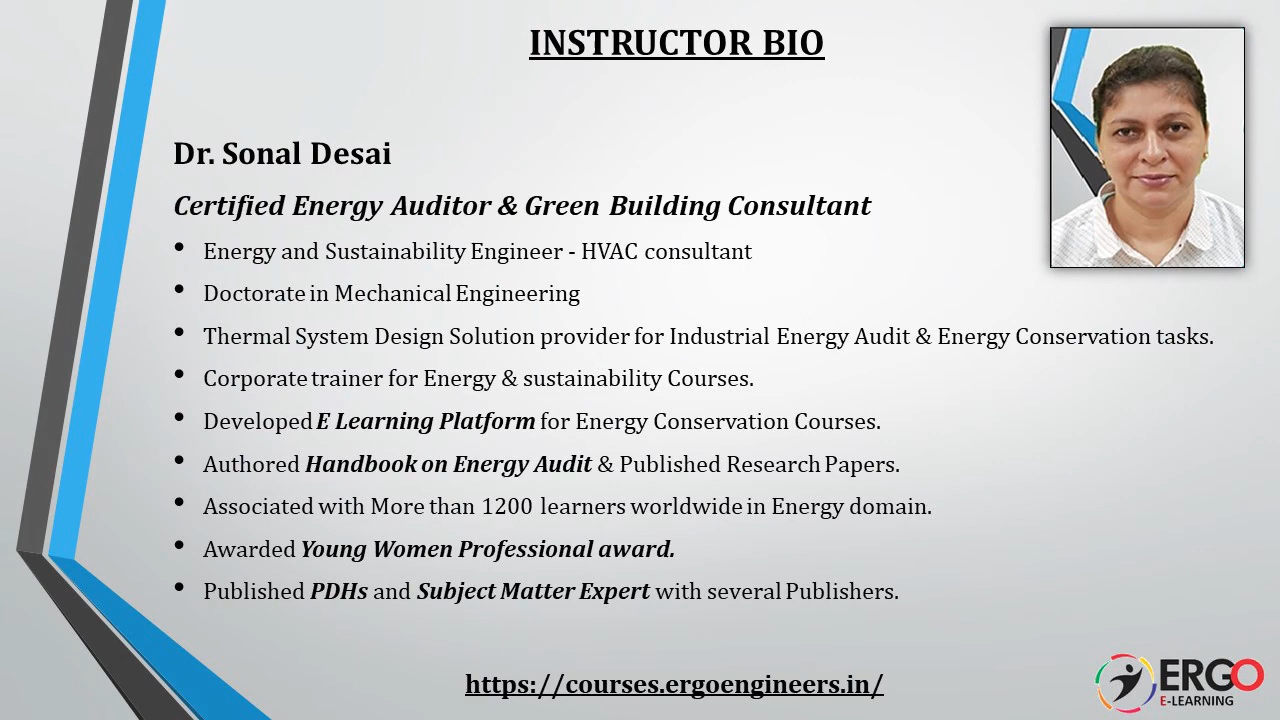 INSTRUCTOR BIO
Dr. Sonal Desai
Certified Energy Auditor & Green Building Consultant
• Energy and Sustainability Engineer - HVAC consultant
• Doctorate in Mechanical Engineering
• Thermal System Design Solution provider for Industrial Energy Audit & Energy Conservation tasks.
• Corporate trainer for Energy & sustainability Courses.
• Developed E Learning Platform for Energy Conservation Courses.
• Authored Handbook on Energy Audit & Published Research Papers.
• Associated with More than 1200 learners worldwide in Energy domain.
• Awarded Young Women Professional award.
• Published PDHs and Subject Matter Expert with several Publishers.
https://courses.ergoengineers.in/
ERGO
E-LEARNING